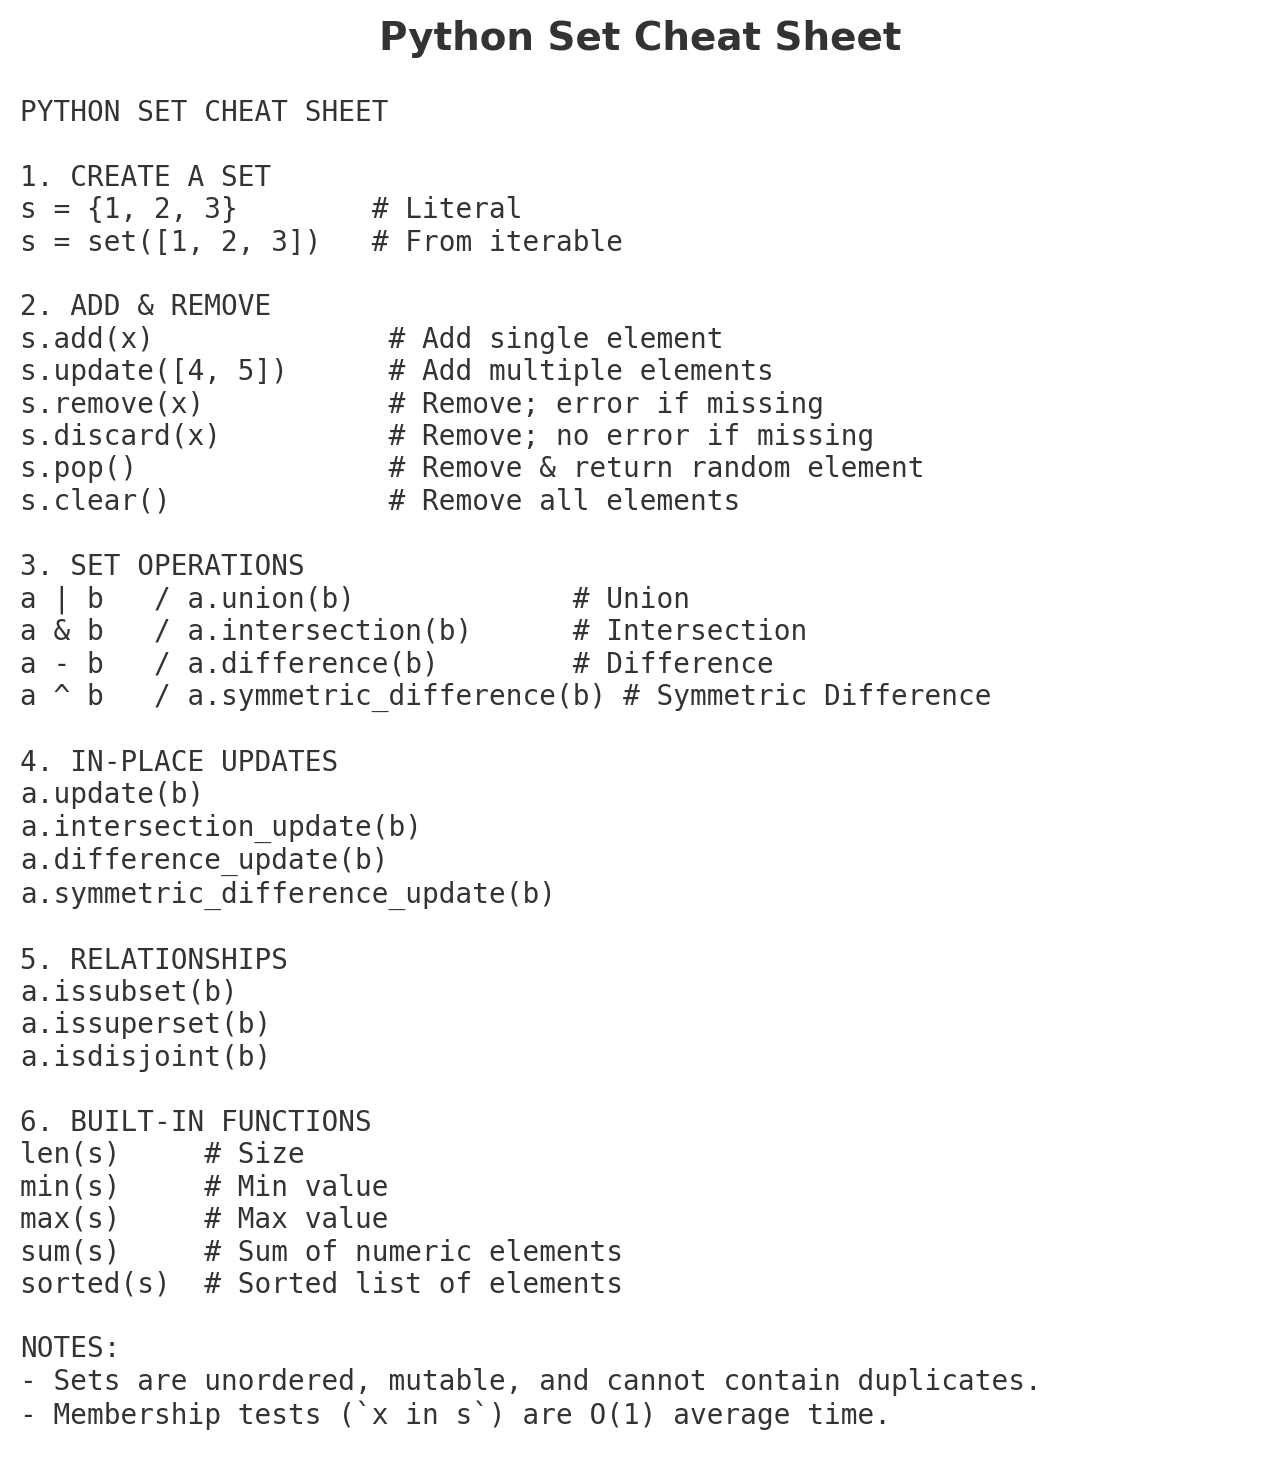 Python Set Cheat Sheet
PYTHON SET CHEAT SHEET
1. CREATE A SET
s = {1, 2, 3}        # Literal
s = set([1, 2, 3])   # From iterable
2. ADD & REMOVE
s.add(x)              # Add single element
s.update([4, 5])      # Add multiple elements
s.remove(x)           # Remove; error if missing
s.discard(x)          # Remove; no error if missing
s.pop()               # Remove & return random element
s.clear()             # Remove all elements
3. SET OPERATIONS
a | b   / a.union(b)             # Union
a & b   / a.intersection(b)      # Intersection
a - b   / a.difference(b)        # Difference
a ^ b   / a.symmetric_difference(b) # Symmetric Difference
4. IN-PLACE UPDATES
a.update(b)
a.intersection_update(b)
a.difference_update(b)
a.symmetric_difference_update(b)
5. RELATIONSHIPS
a.issubset(b)
a.issuperset(b)
a.isdisjoint(b)
6. BUILT-IN FUNCTIONS
len(s)     # Size
min(s)     # Min value
max(s)     # Max value
sum(s)     # Sum of numeric elements
sorted(s)  # Sorted list of elements
NOTES:
- Sets are unordered, mutable, and cannot contain duplicates.
- Membership tests (`x in s`) are O(1) average time.